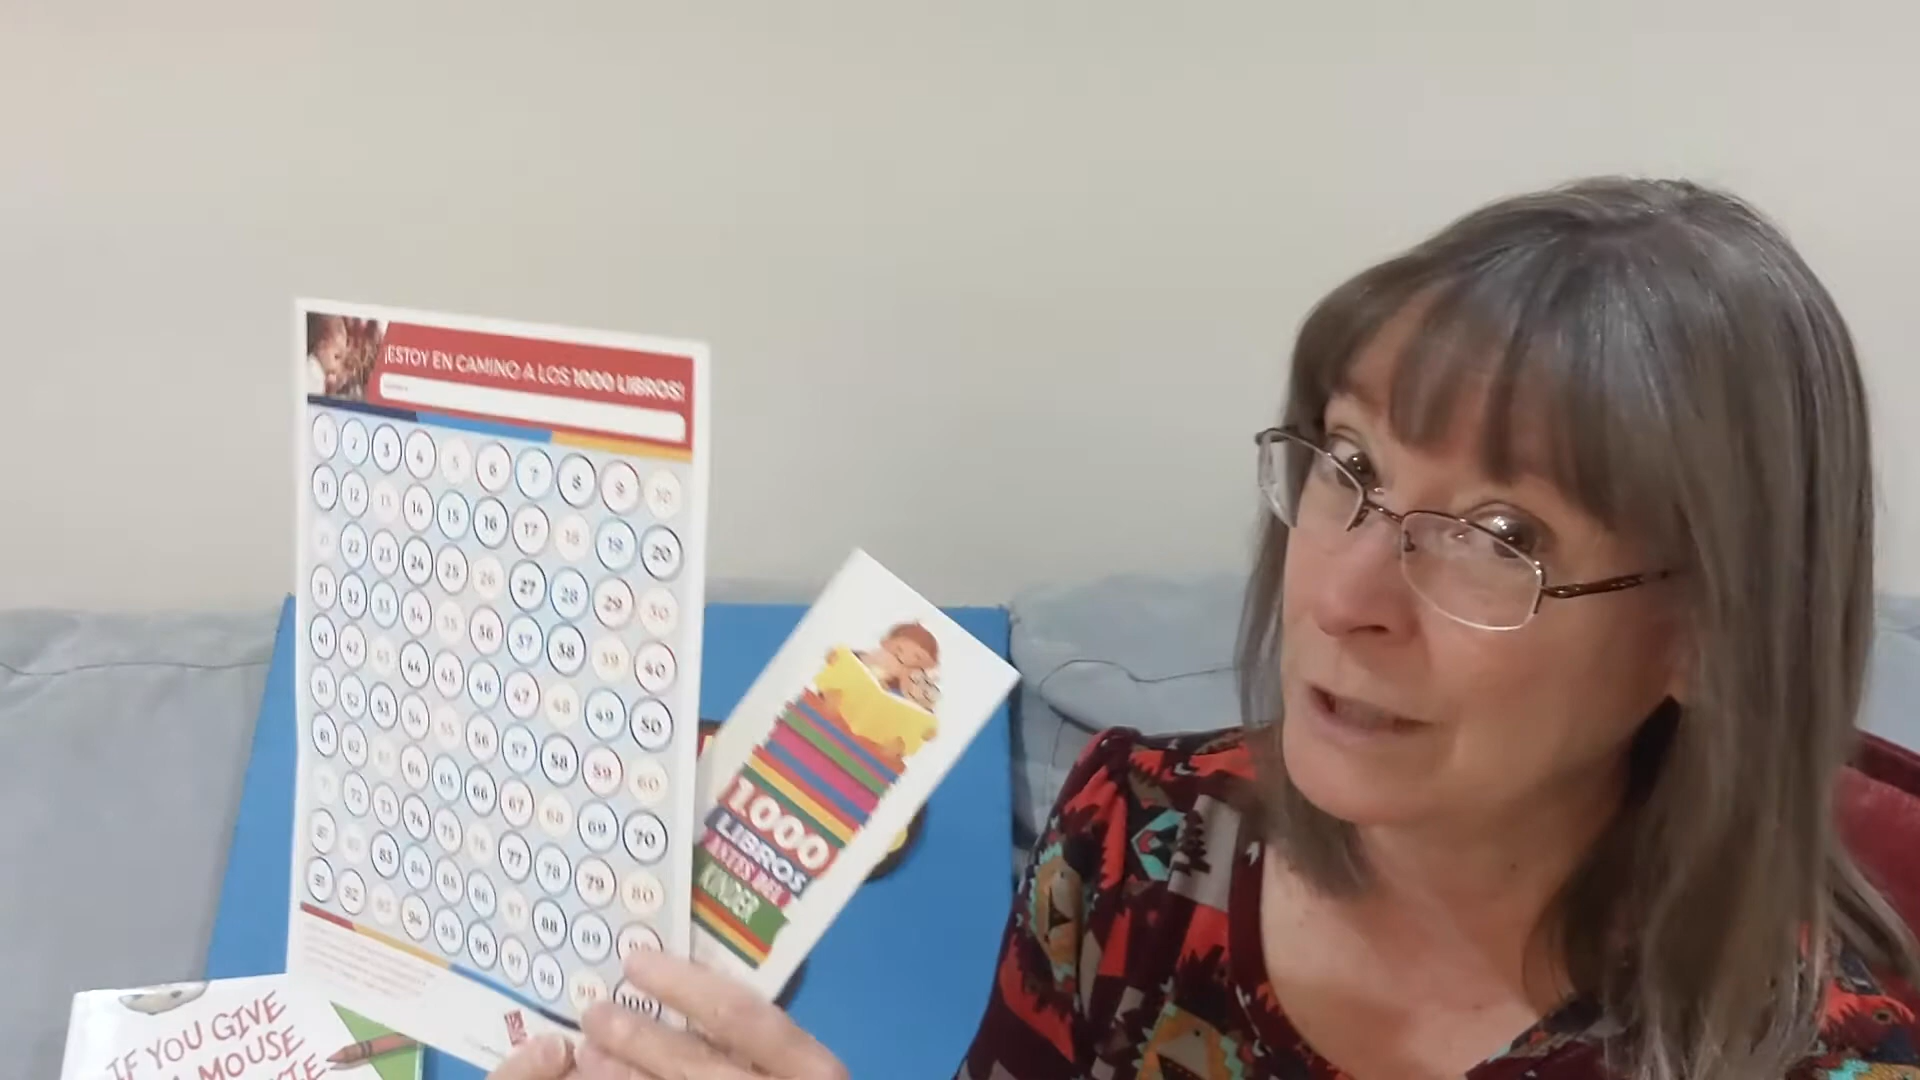 ¡ESTOY EN CAMINO A LOS 1000 LIBROS!
1 2 3 4 5 6 7 8 9 10
11 12 13 14 15 16 17 18 19 20
21 22 23 24 25 26 27 28 29 30
31 32 33 34 35 36 37 38 39 40
41 42 43 44 45 46 47 48 49 50
51 52 53 54 55 56 57 58 59 60
61 62 63 64 65 66 67 68 69 70
71 72 73 74 75 76 77 78 79 80
81 82 83 84 85 86 87 88 89 90
91 92 93 94 95 96 97 98 99 100
1000
LIBROS
ANTES DEL
KINDER
IF YOU GIVE
A MOUSE